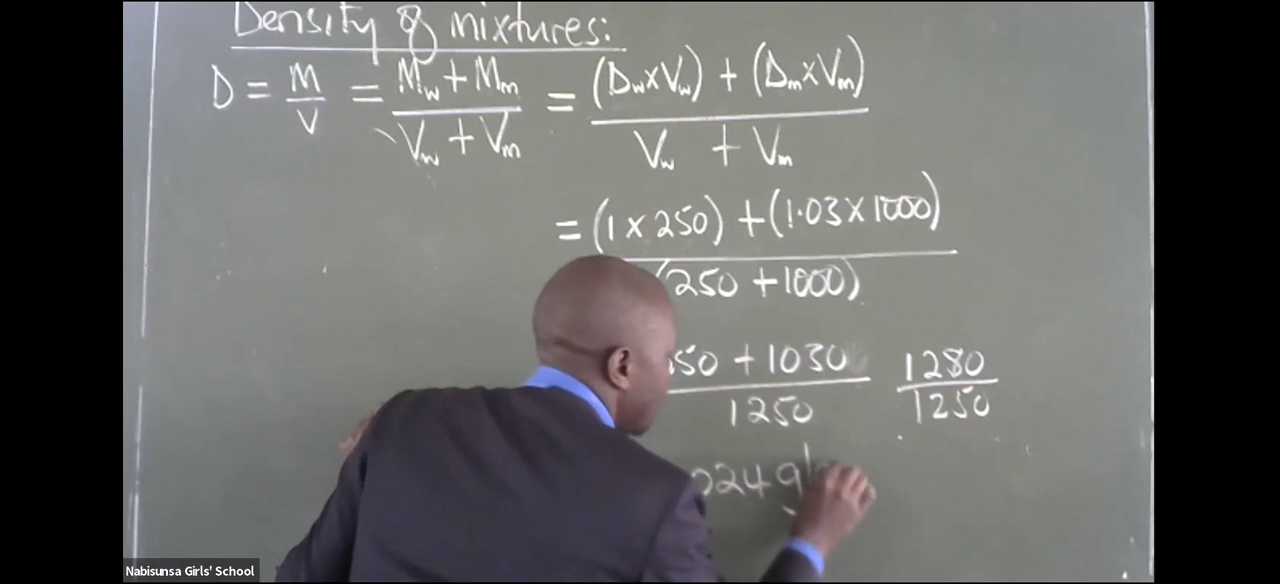 Density of mixtures:
D = M/V = Mw + Mm / Vw + Vm = (Dw x Vw) + (Dm x Vm) / Vw + Vm
= (1 x 250) + (1.03 x 1000) / (250 + 1000)
50 + 1030 / 1250 1280 / 1250
024 g/
Nabisunsa Girls' School